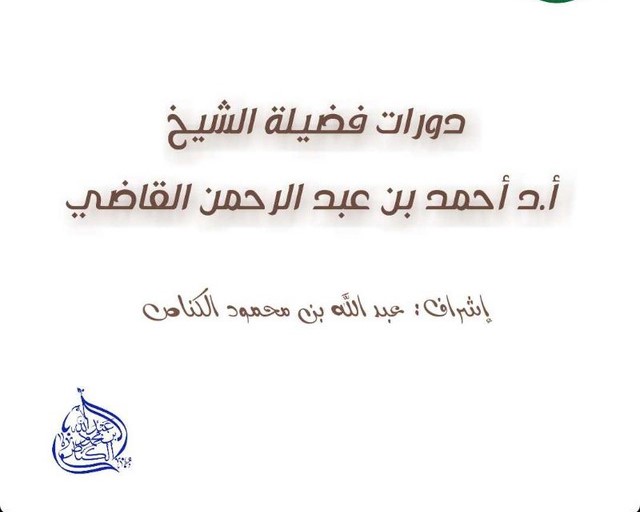 دورات فضيلة الشيخ
أ.د أحمد بن عبد الرحمن القاضي
إشراف: عبد الله بن محمود الكناص